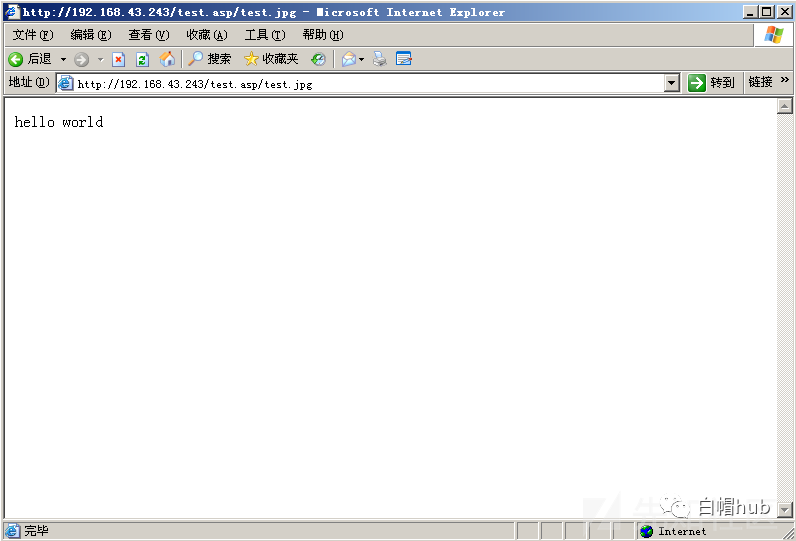 http://192.168.43.243/test.asp/test.jpg - Microsoft Internet Explorer
文件(F) 编辑(E) 查看(V) 收藏(A) 工具(T) 帮助(H)
后退 搜索 收藏夹
地址(D) http://192.168.43.243/test.asp/test.jpg 转到 链接 »
hello world
白帽hub
完毕 Internet